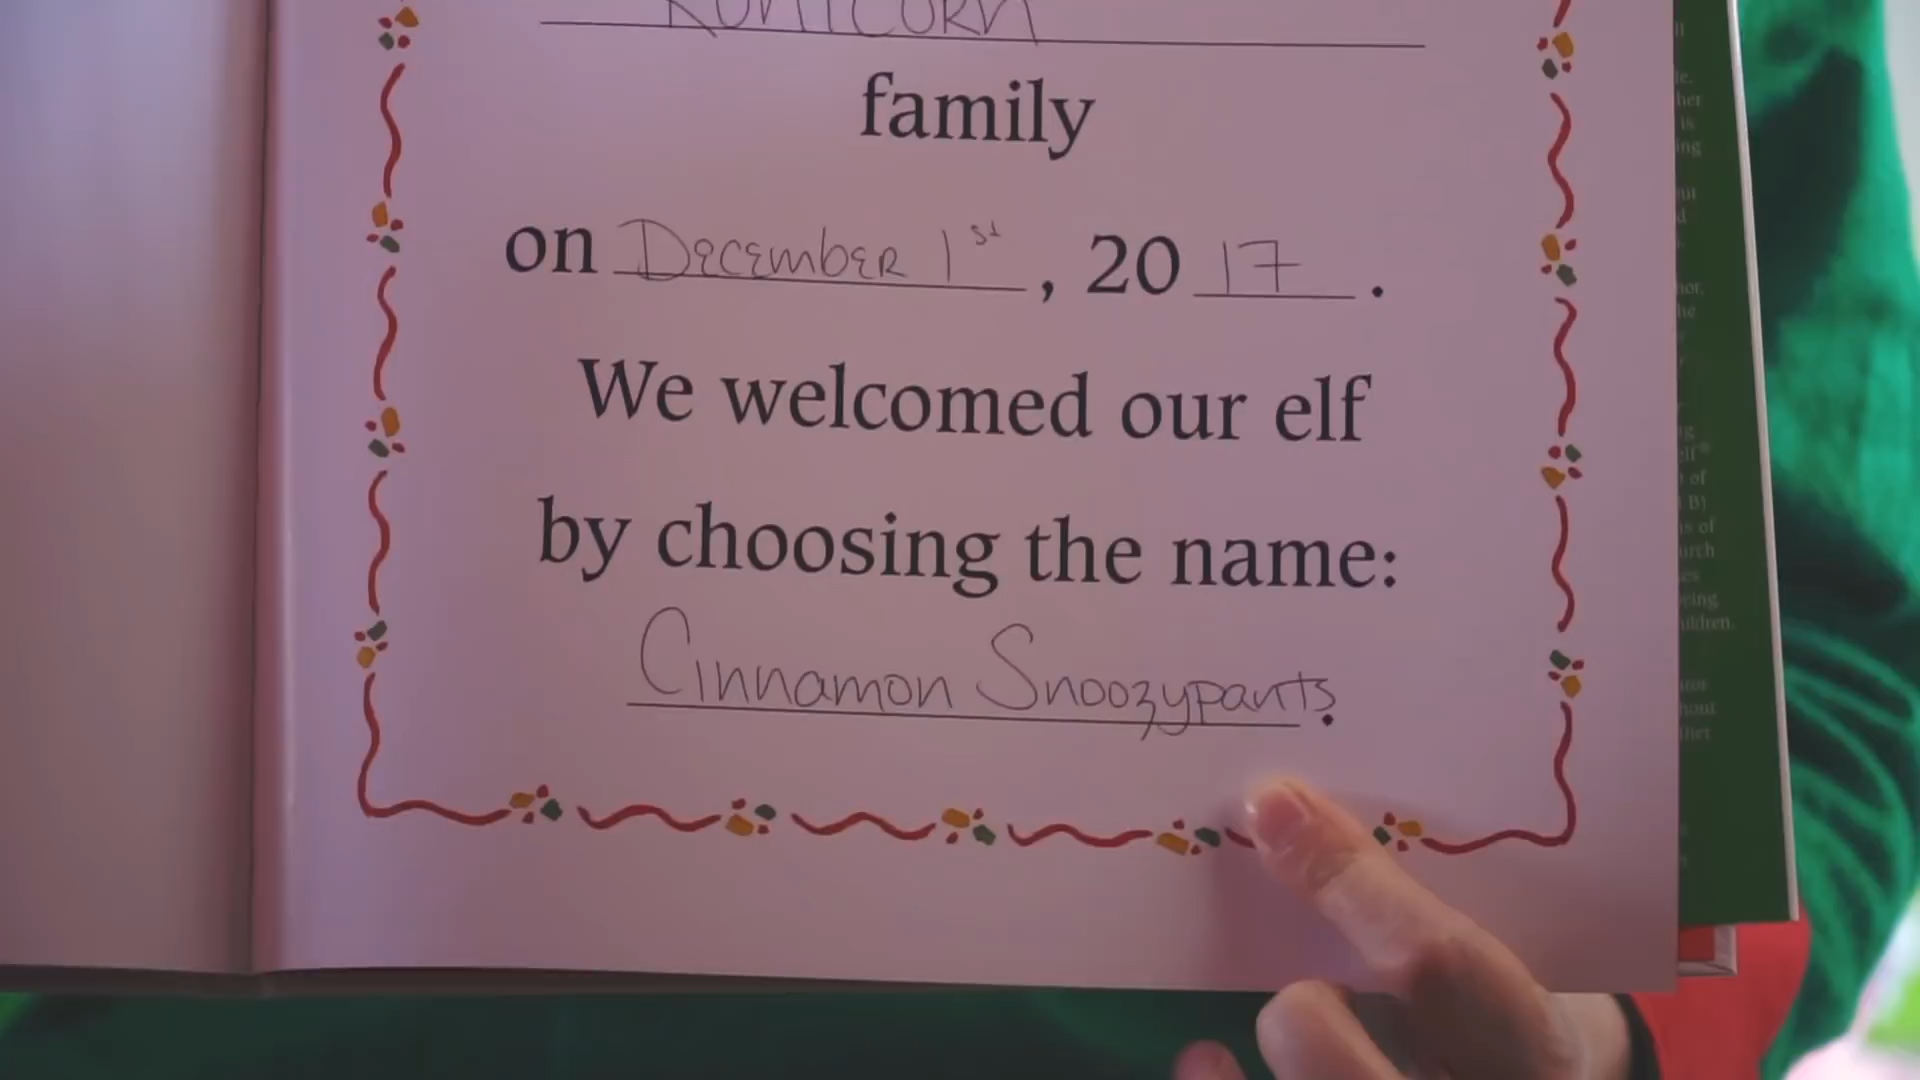 family
on December 1st, 2017.
We welcomed our elf
by choosing the name:
Cinnamon Snoozypants.